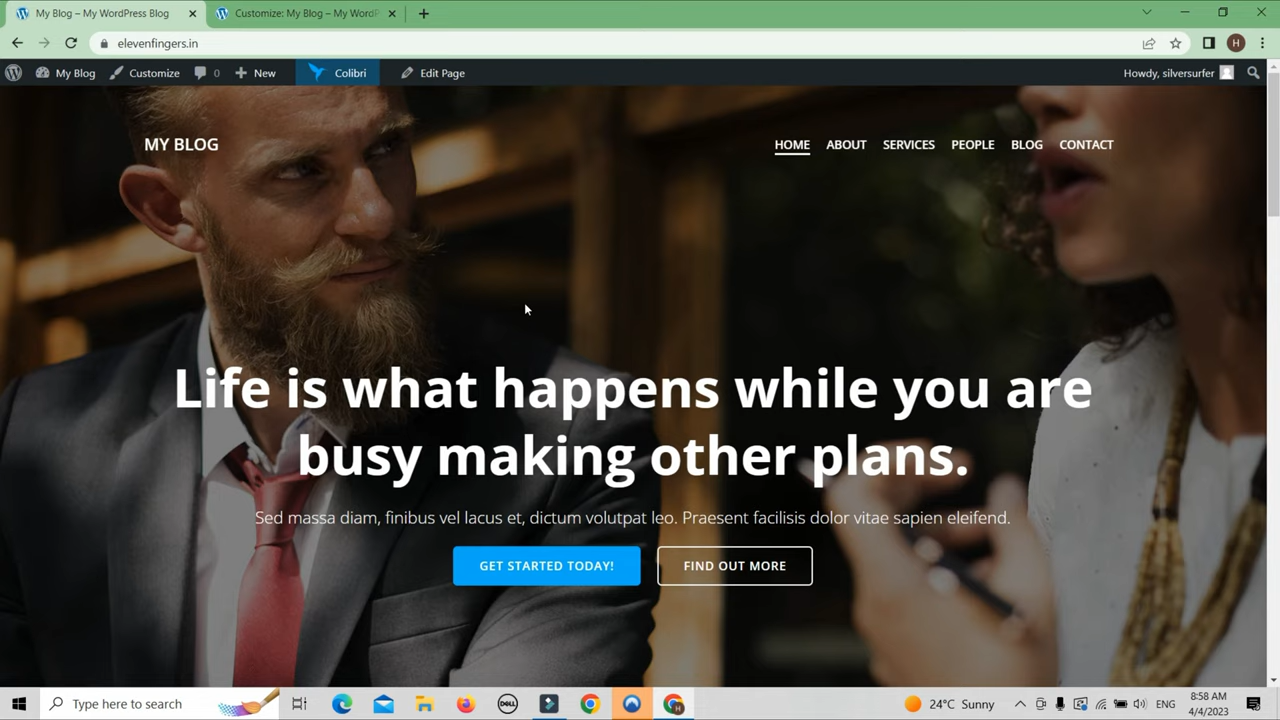 My Blog – My WordPress Blog
Customize: My Blog – My WordP
elevenfingers.in
H
My Blog
Customize
0
New
Colibri
Edit Page
Howdy, silversurfer
MY BLOG
HOME
ABOUT
SERVICES
PEOPLE
BLOG
CONTACT
Life is what happens while you are
busy making other plans.
Sed massa diam, finibus vel lacus et, dictum volutpat leo. Praesent facilisis dolor vitae sapien eleifend.
GET STARTED TODAY!
FIND OUT MORE
Type here to search
DELL
24°C Sunny
ENG
8:58 AM
4/4/2023